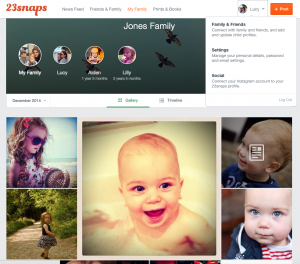 23snaps
News Feed Friends & Family My Family Prints & Books Lucy + Post
Jones Family
My Family Lucy Aiden Lilly
1 year 0 months 5 years 0 months
Family & Friends
Connect with family and friends, and add
and update child profiles.
Settings
Manage your personal details, password
and email settings.
Social
Connect your Instagram account to your
23snaps profile.
Log Out
December 2014 Gallery Timeline